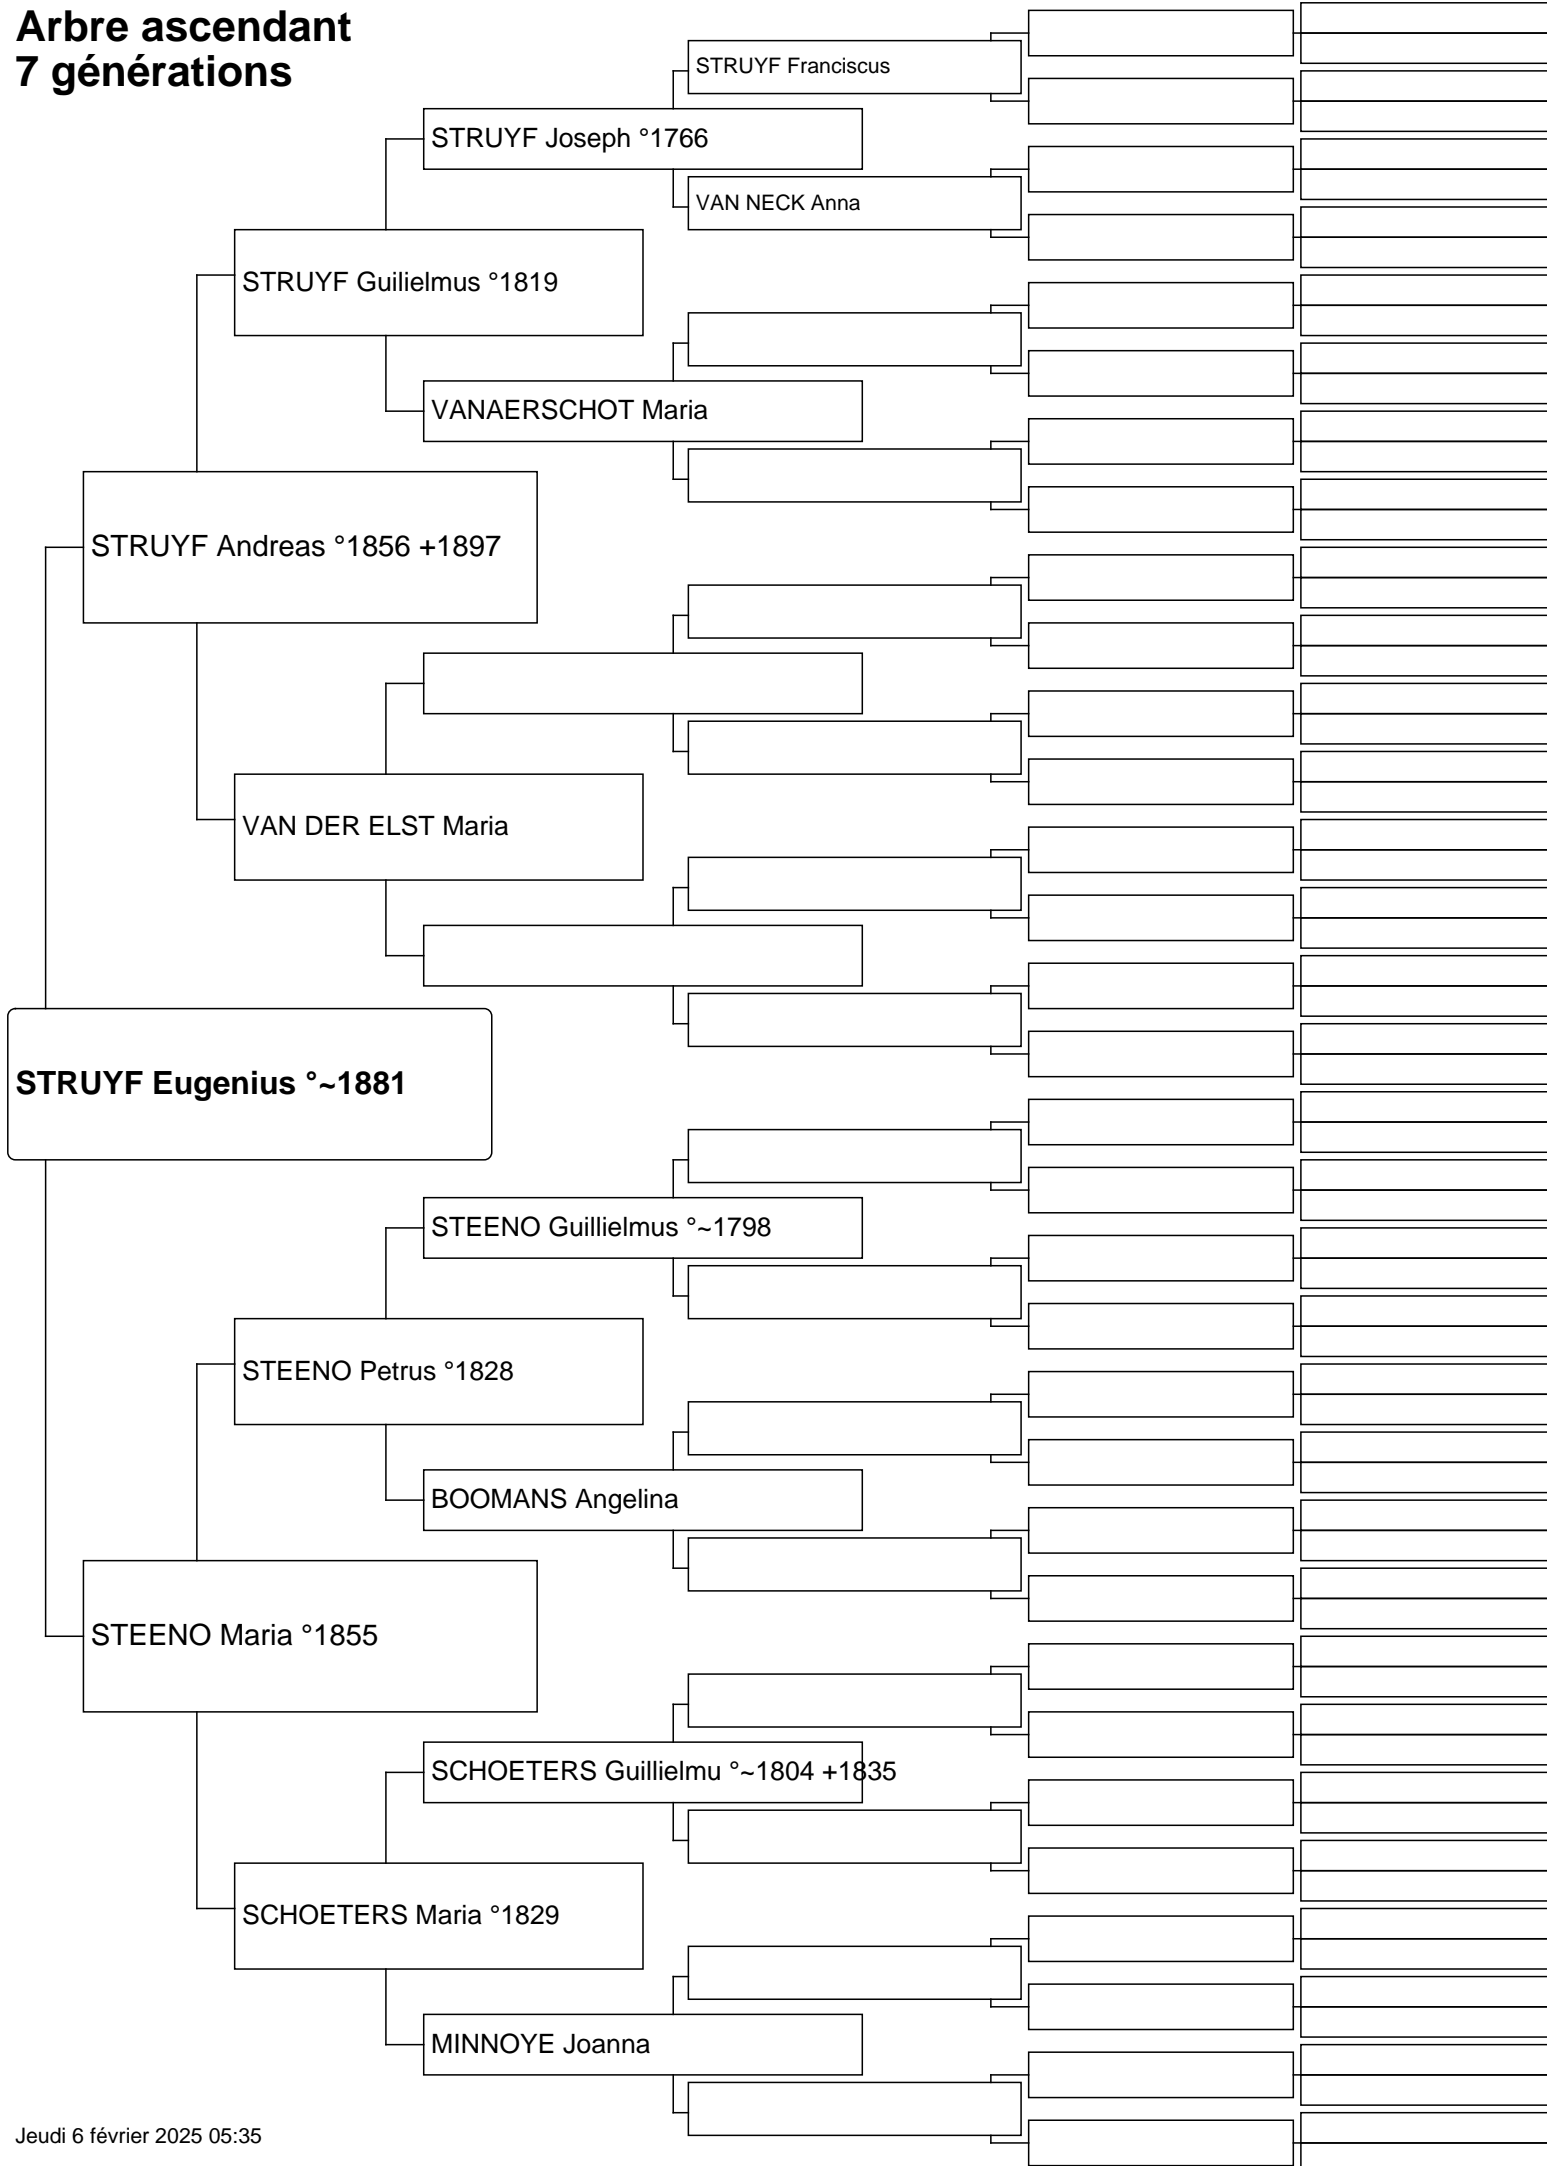 Arbre ascendant
7 générations
STRUYF Franciscus
STRUYF Joseph °1766
VAN NECK Anna
STRUYF Guilielmus °1819
VANAERSCHOT Maria
STRUYF Andreas °1856 +1897
VAN DER ELST Maria
STRUYF Eugenius °~1881
STEENO Guillielmus °~1798
STEENO Petrus °1828
BOOMANS Angelina
STEENO Maria °1855
SCHOETERS Guillielmu °~1804 +1835
SCHOETERS Maria °1829
MINNOYE Joanna
Jeudi 6 février 2025 05:35